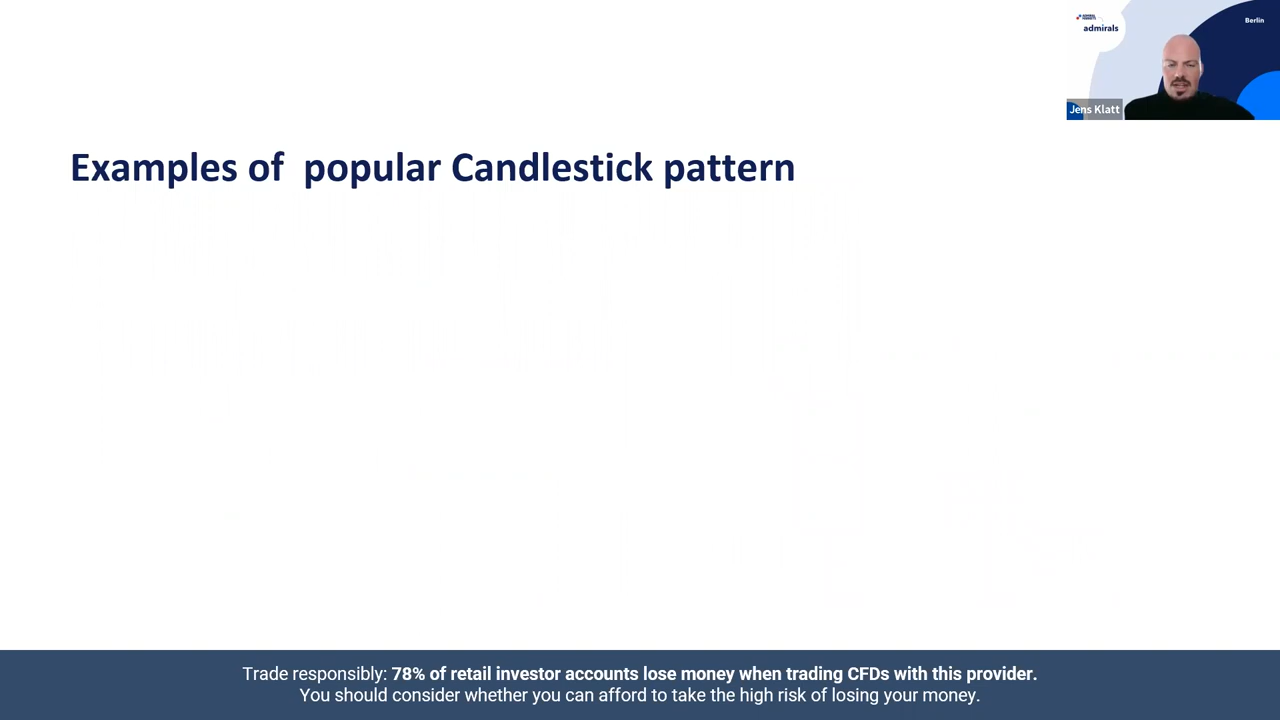 admirals
Berlin
Jens Klatt
Examples of  popular Candlestick pattern
Trade responsibly: 78% of retail investor accounts lose money when trading CFDs with this provider.
You should consider whether you can afford to take the high risk of losing your money.